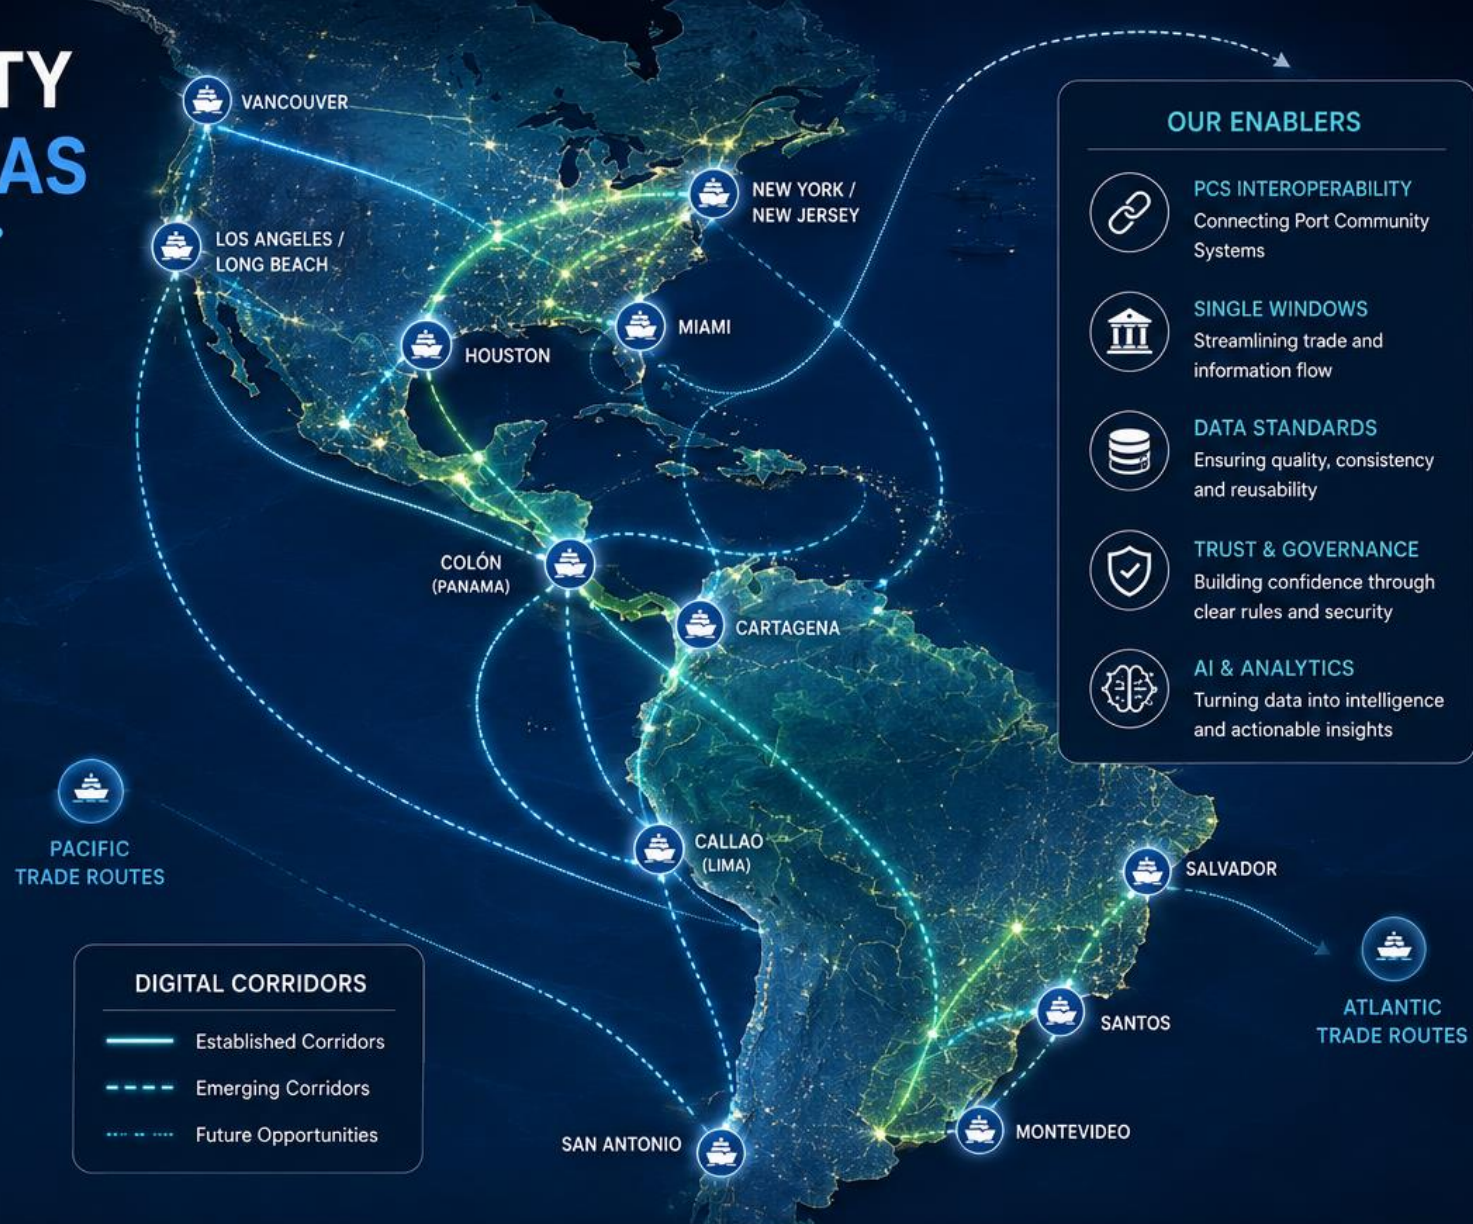 TY
AS
VANCOUVER
LOS ANGELES /
LONG BEACH
NEW YORK /
NEW JERSEY
HOUSTON
MIAMI
COLÓN
(PANAMA)
CARTAGENA
CALLAO
(LIMA)
SALVADOR
SANTOS
MONTEVIDEO
SAN ANTONIO
PACIFIC
TRADE ROUTES
ATLANTIC
TRADE ROUTES
DIGITAL CORRIDORS
Established Corridors
Emerging Corridors
Future Opportunities
OUR ENABLERS
PCS INTEROPERABILITY
Connecting Port Community
Systems
SINGLE WINDOWS
Streamlining trade and
information flow
DATA STANDARDS
Ensuring quality, consistency
and reusability
TRUST & GOVERNANCE
Building confidence through
clear rules and security
AI & ANALYTICS
Turning data into intelligence
and actionable insights